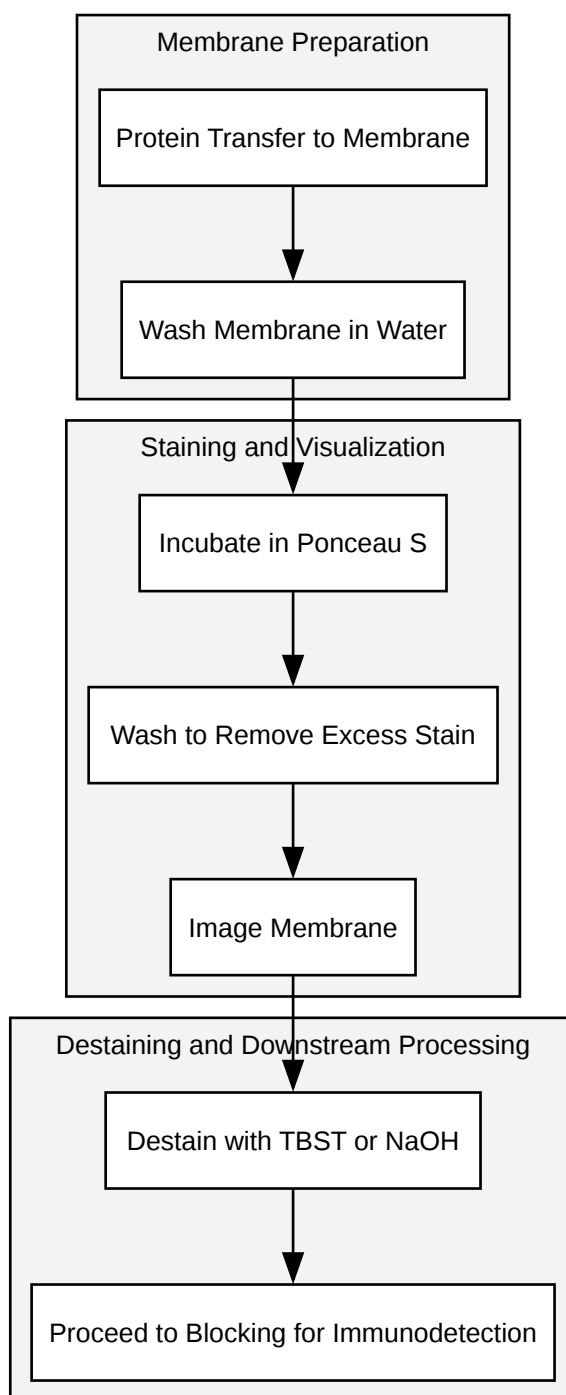 Membrane Preparation
Protein Transfer to Membrane
Wash Membrane in Water
Staining and Visualization
Incubate in Ponceau S
Wash to Remove Excess Stain
Image Membrane
Destaining and Downstream Processing
Destain with TBST or NaOH
Proceed to Blocking for Immunodetection